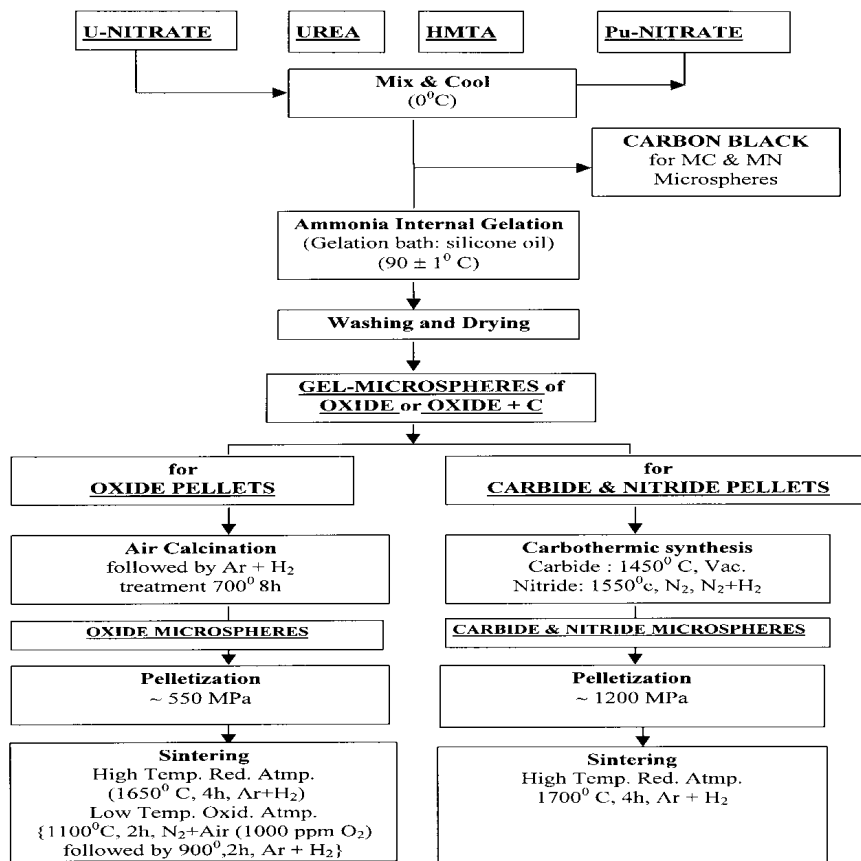 U-NITRATE
UREA
HMTA
Pu-NITRATE
Mix & Cool
(0⁰C)
CARBON BLACK
for MC & MN
Microspheres
Ammonia Internal Gelation
(Gelation bath: silicone oil)
(90 ± 1⁰ C)
Washing and Drying
GEL-MICROSPHERES of
OXIDE or OXIDE + C
for
OXIDE PELLETS
for
CARBIDE & NITRIDE PELLETS
Air Calcination
followed by Ar + H₂
treatment 700⁰ 8h
Carbothermic synthesis
Carbide : 1450⁰ C, Vac.
Nitride: 1550⁰c, N₂, N₂+H₂
OXIDE MICROSPHERES
CARBIDE & NITRIDE MICROSPHERES
Pelletization
~ 550 MPa
Pelletization
~ 1200 MPa
Sintering
High Temp. Red. Atmp.
(1650⁰ C, 4h, Ar+H₂)
Low Temp. Oxid. Atmp.
{1100⁰C, 2h, N₂+Air (1000 ppm O₂)
followed by 900⁰,2h, Ar + H₂}
Sintering
High Temp. Red. Atmp.
1700⁰ C, 4h, Ar + H₂